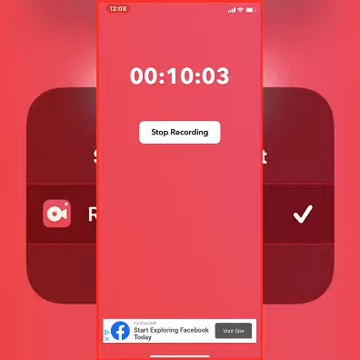 12:08
00:10:03
Stop Recording
Start Exploring Facebook
Today
Visit Site